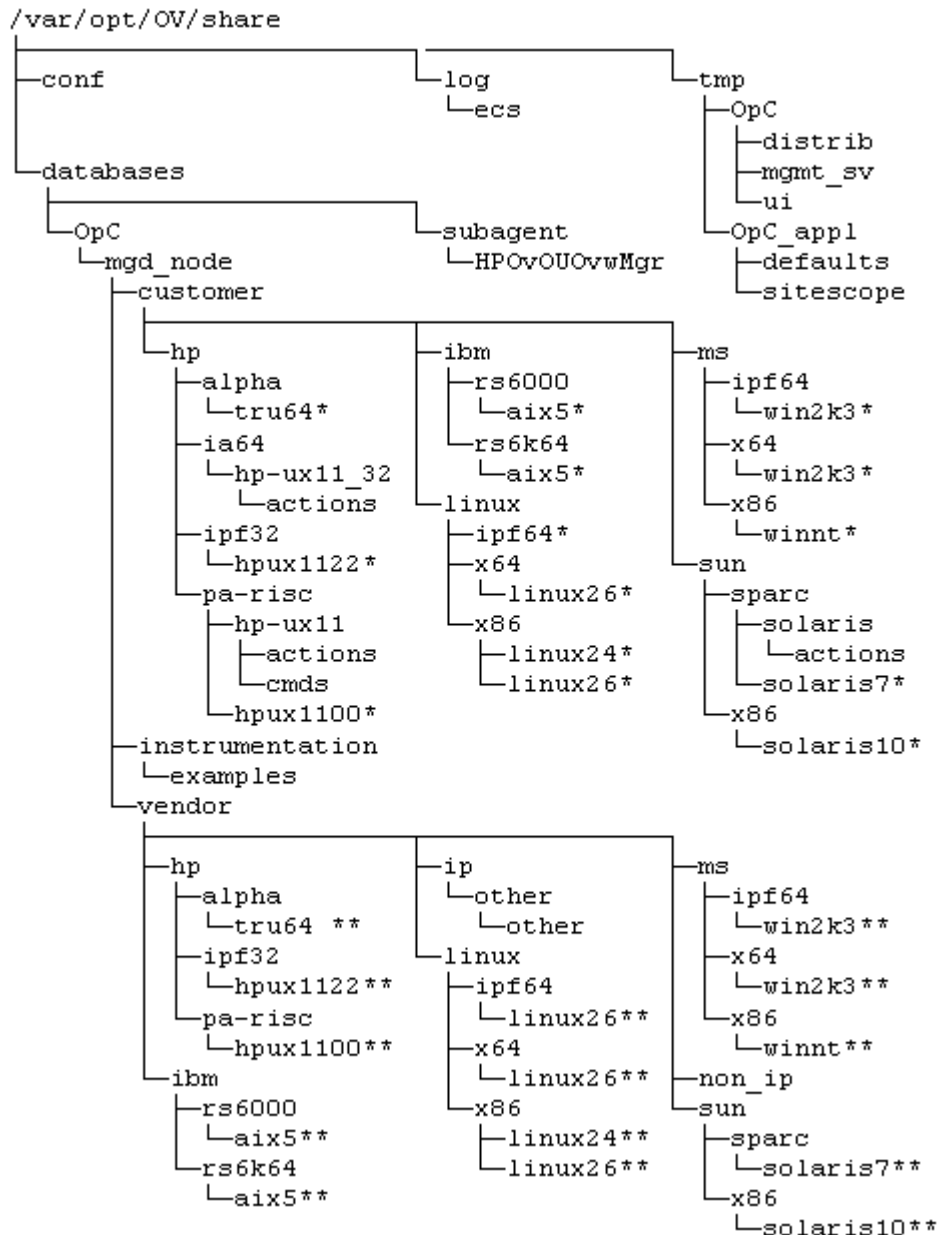 /var/opt/OV/share
conf log tmp
ecs OpC
distrib
databases mgmt_sv
ui
OpC subagent OpC_appl
mgd_node HPOvOUOvwMgr defaults
customer sitescope
hp ibm ms
alpha rs6000 ipf64
tru64* aix5* win2k3*
ia64 rs6k64 x64
hp-ux11_32 aix5* win2k3*
actions linux x86
ipf32 ipf64* winnt*
hpux1122* x64 sun
pa-risc linux26* sparc
hp-ux11 x86 solaris
actions linux24* actions
cmds linux26* solaris7*
hpux1100* x86
instrumentation solaris10*
examples
vendor
hp ip ms
alpha other ipf64
tru64 ** other win2k3**
ipf32 linux x64
hpux1122** ipf64 win2k3**
pa-risc linux26** x86
hpux1100** x64 winnt**
ibm linux26** non_ip
rs6000 x86 sun
aix5** linux24** sparc
rs6k64 linux26** solaris7**
aix5** x86
solaris10**